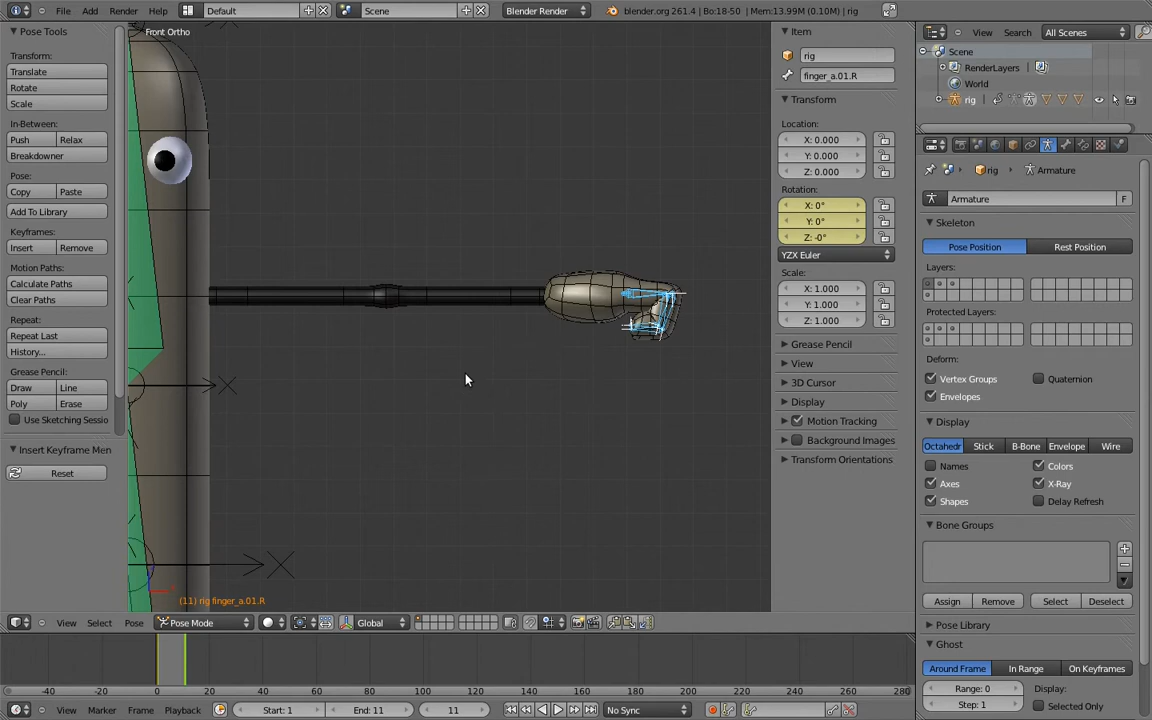 File Add Render Help Default Scene Blender Render blender.org 261.4 | Bo:18-50 | Mem:13.99M (0.10M) | rig
Pose Tools
Transform:
Translate
Rotate
Scale
In-Between:
Push Relax
Breakdowner
Pose:
Copy Paste
Add To Library
Keyframes:
Insert Remove
Motion Paths:
Calculate Paths
Clear Paths
Repeat:
Repeat Last
History...
Grease Pencil:
Draw Line
Poly Erase
Use Sketching Sessio
Insert Keyframe Men
Reset
Front Ortho
(11) rig finger_a.01.R
View Select Pose Pose Mode Global
Item
rig
finger_a.01.R
Transform
Location:
X: 0.000
Y: 0.000
Z: 0.000
Rotation:
X: 0°
Y: 0°
Z: -0°
YZX Euler
Scale:
X: 1.000
Y: 1.000
Z: 1.000
Grease Pencil
View
3D Cursor
Display
Motion Tracking
Background Images
Transform Orientations
View Search All Scenes
Scene
RenderLayers
World
rig
rig Armature
Armature F
Skeleton
Pose Position Rest Position
Layers:
Protected Layers:
Deform:
Vertex Groups Quaternion
Envelopes
Display
Octahedr Stick B-Bone Envelope Wire
Names Colors
Axes X-Ray
Shapes Delay Refresh
Bone Groups
Assign Remove Select Deselect
Pose Library
Ghost
Around Frame In Range On Keyframes
Range: 0 Display:
Step: 1 Selected Only
-40 -20 0 20 40 60 80 100 120 140 160 180 200 220 240 260 280
View Marker Frame Playback Start: 1 End: 11 11 No Sync